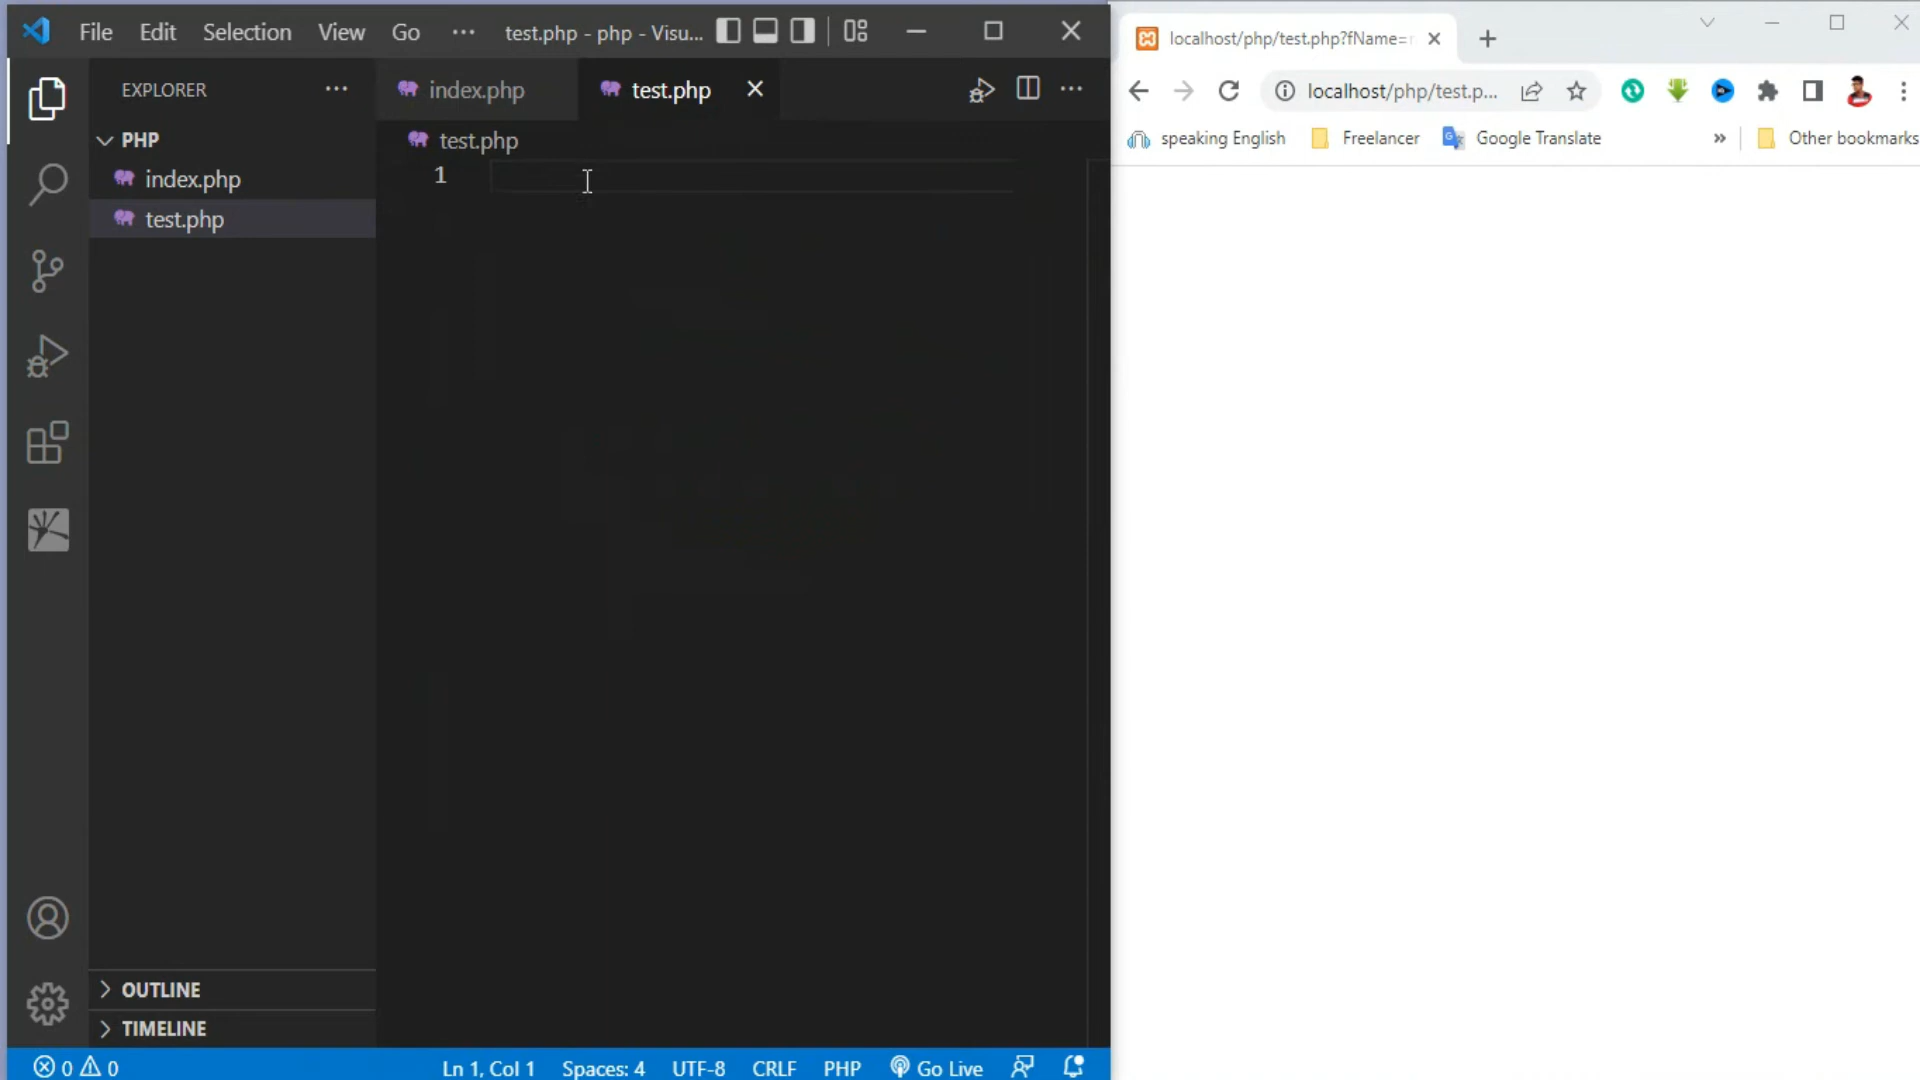 File Edit Selection View Go ··· test.php - php - Visu...
EXPLORER ···
PHP
index.php
test.php
OUTLINE
TIMELINE
index.php test.php
test.php
1
0 0 Ln 1, Col 1 Spaces: 4 UTF-8 CRLF PHP Go Live
localhost/php/test.php?fName=
localhost/php/test.p...
speaking English Freelancer Google Translate » Other bookmarks